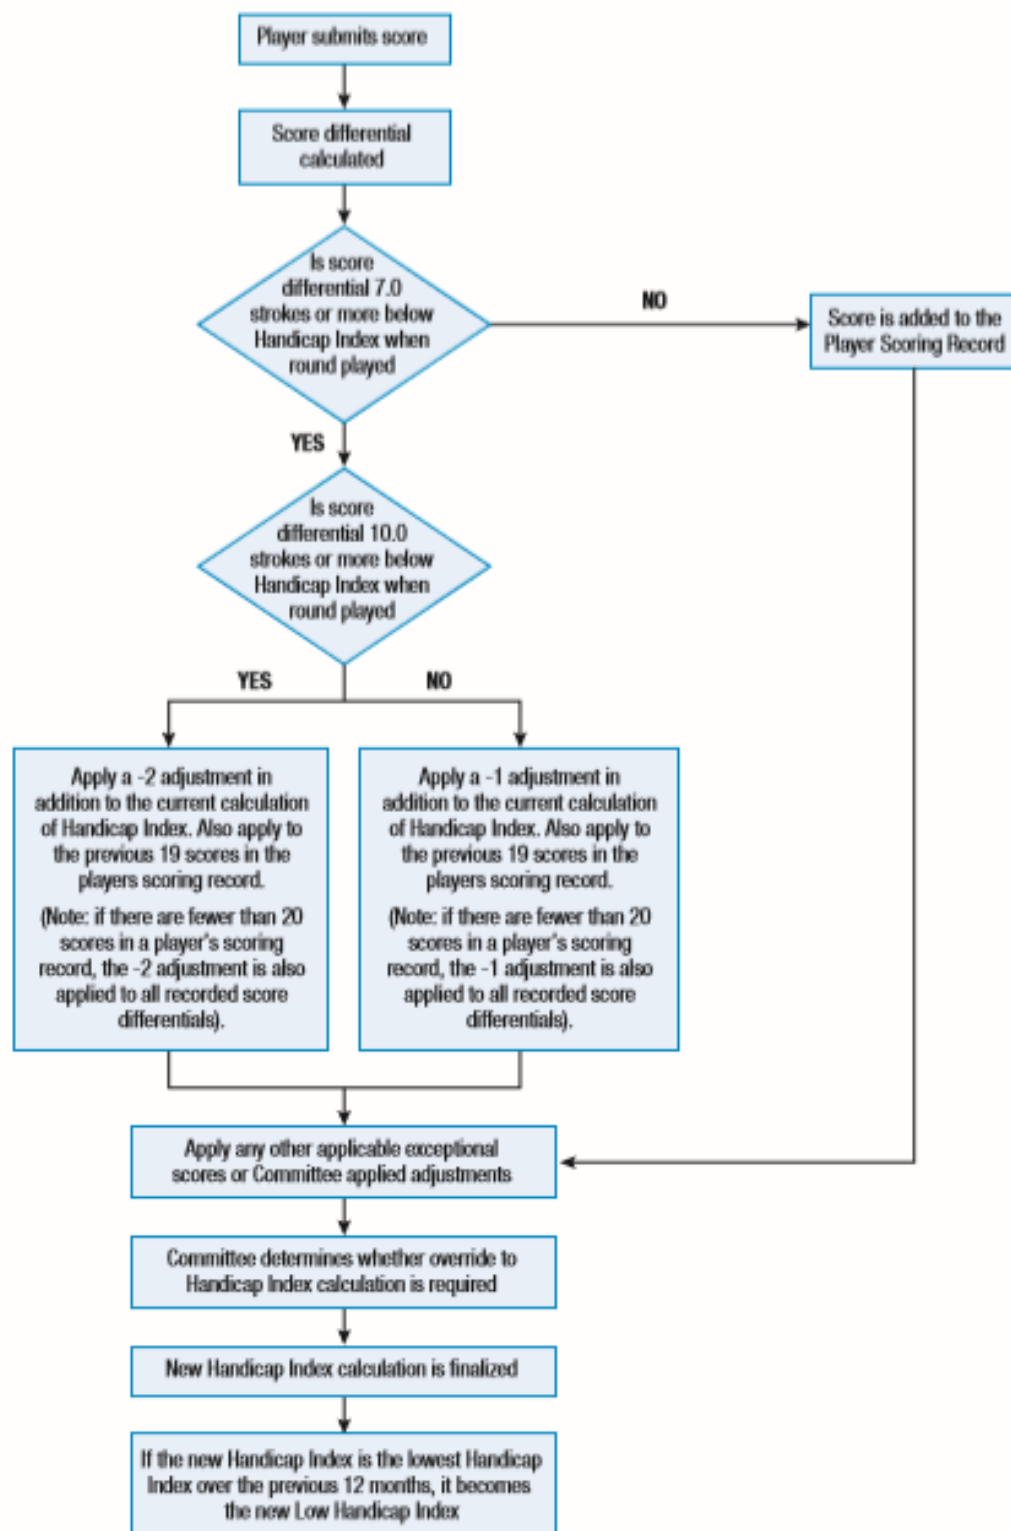 Player submits score
Score differential
calculated
Is score
differential 7.0
strokes or more below
Handicap Index when
round played
NO
Score is added to the
Player Scoring Record
YES
Is score
differential 10.0
strokes or more below
Handicap Index when
round played
YES
NO
Apply a -2 adjustment in
addition to the current calculation
of Handicap Index. Also apply to
the previous 19 scores in the
players scoring record.
(Note: if there are fewer than 20
scores in a player's scoring
record, the -2 adjustment is also
applied to all recorded score
differentials).
Apply a -1 adjustment in
addition to the current calculation
of Handicap Index. Also apply to
the previous 19 scores in the
players scoring record.
(Note: if there are fewer than 20
scores in a player's scoring
record, the -1 adjustment is also
applied to all recorded score
differentials).
Apply any other applicable exceptional
scores or Committee applied adjustments
Committee determines whether override to
Handicap Index calculation is required
New Handicap Index calculation is finalized
If the new Handicap Index is the lowest Handicap
Index over the previous 12 months, it becomes
the new Low Handicap Index